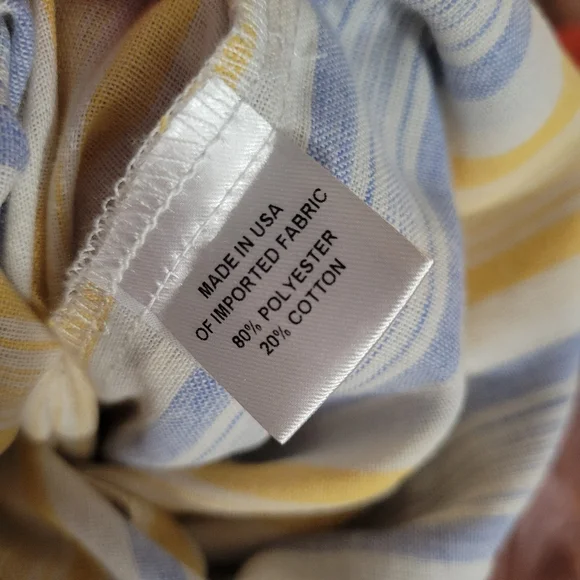 MADE IN USA
OF IMPORTED FABRIC
80% POLYESTER
20% COTTON